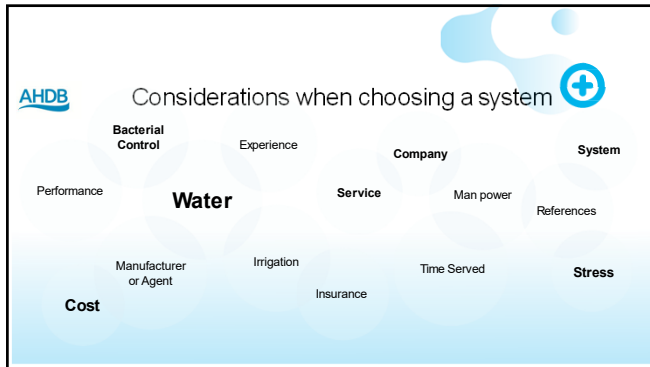 AHDB
Considerations when choosing a system
Bacterial
Control
Experience
Company
System
Performance
Water
Service
Man power
References
Manufacturer
or Agent
Irrigation
Time Served
Stress
Cost
Insurance